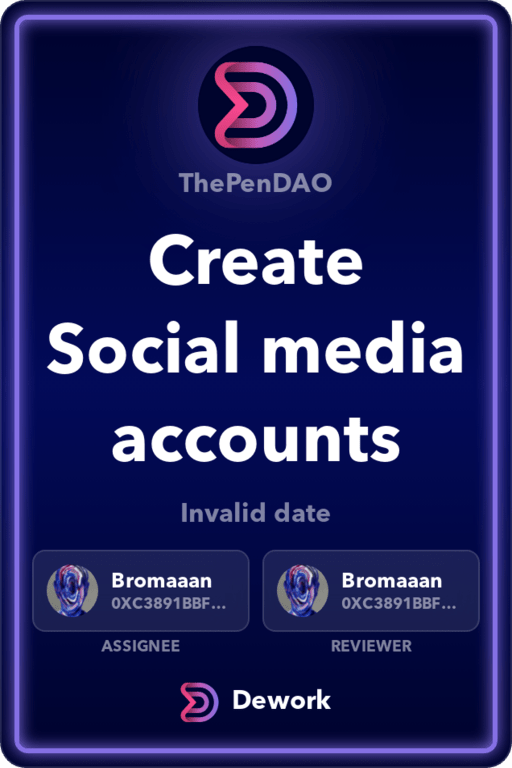 ThePenDAO
Create
Social media
accounts
Invalid date
Bromaaan
0XC3891BBF...
Bromaaan
0XC3891BBF...
ASSIGNEE
REVIEWER
Dework